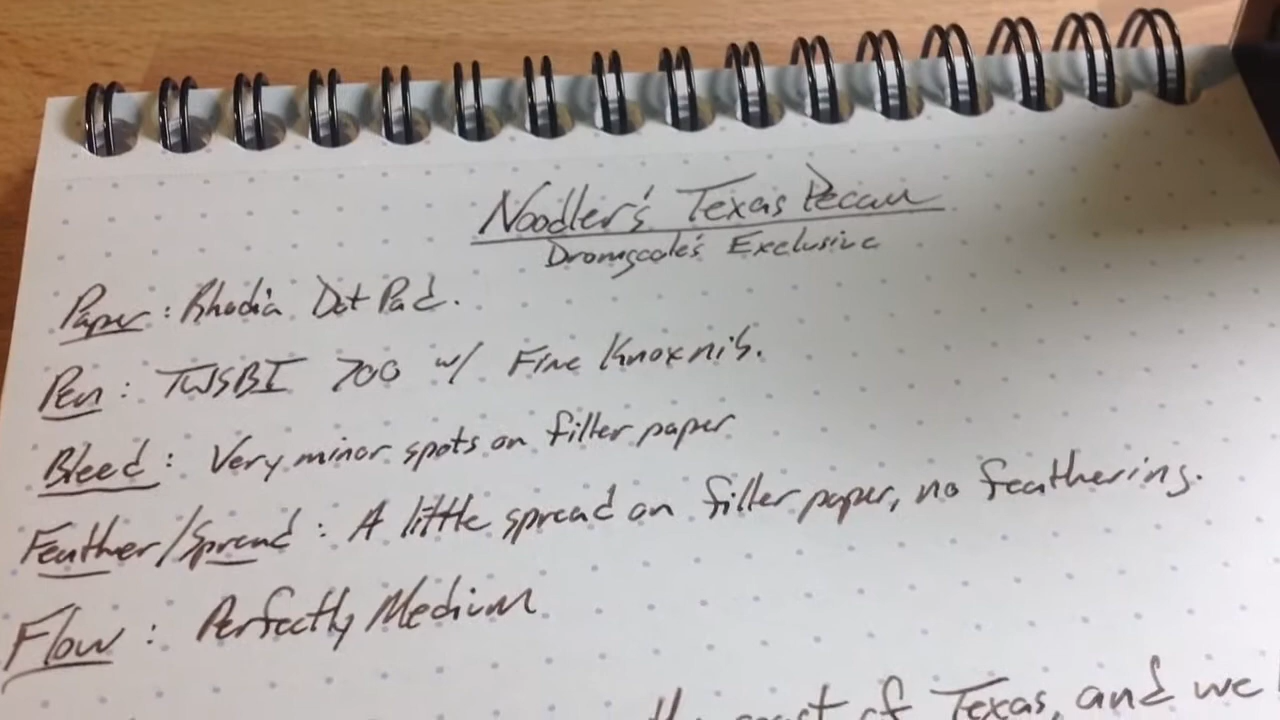 Noodler's Texas Pecan
Dromgoole's Exclusive
Paper: Rhodia Dot Pad.
Pen: TWSBI 700 w/ Fine Knox nib.
Bleed: Very minor spots on filler paper
Feather/Spread: A little spread on filler paper, no feathering.
Flow: Perfectly Medium
the coast of Texas, and we